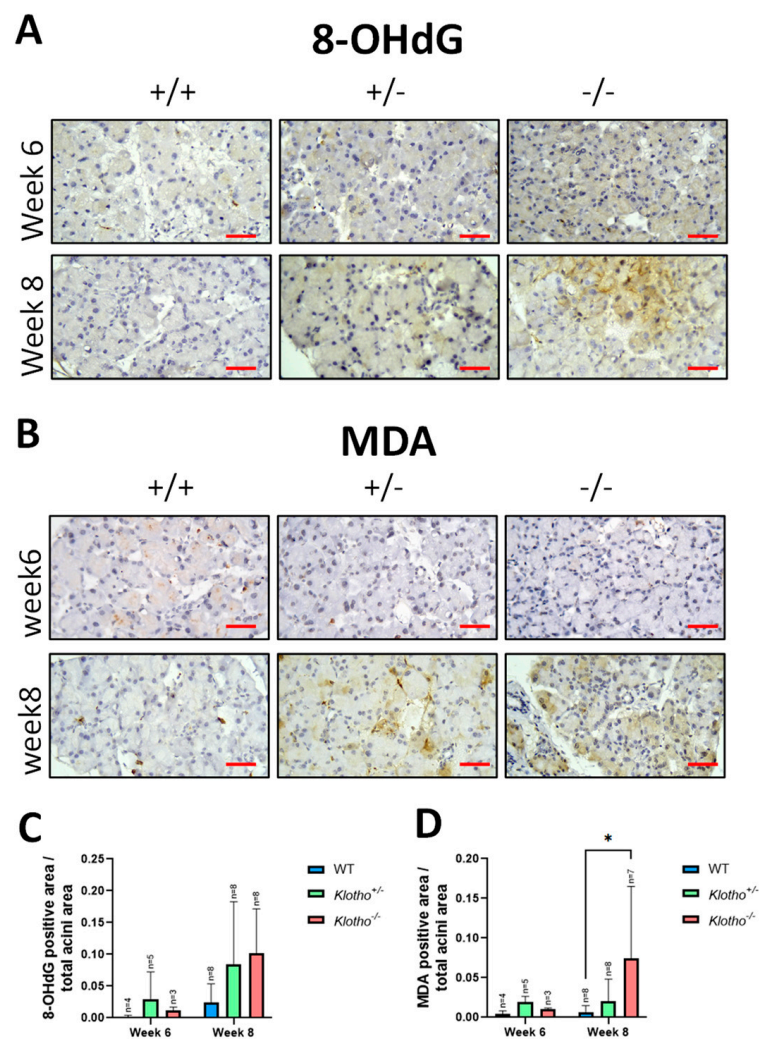 A
8-OHdG
+/+ +/- -/-
Week 6
Week 8
B
MDA
+/+ +/- -/-
week6
week8
C
8-OHdG positive area /
total acini area
0.25
0.20
0.15
0.10
0.05
0.00
n=4
n=5
n=3
n=8
n=8
n=8
Week 6 Week 8
WT
Klotho+/-
Klotho-/-
D
MDA positive area /
total acini area
0.20
0.15
0.10
0.05
0.00
n=4
n=5
n=3
n=8
n=8
n=7
*
Week 6 Week 8
WT
Klotho+/-
Klotho-/-